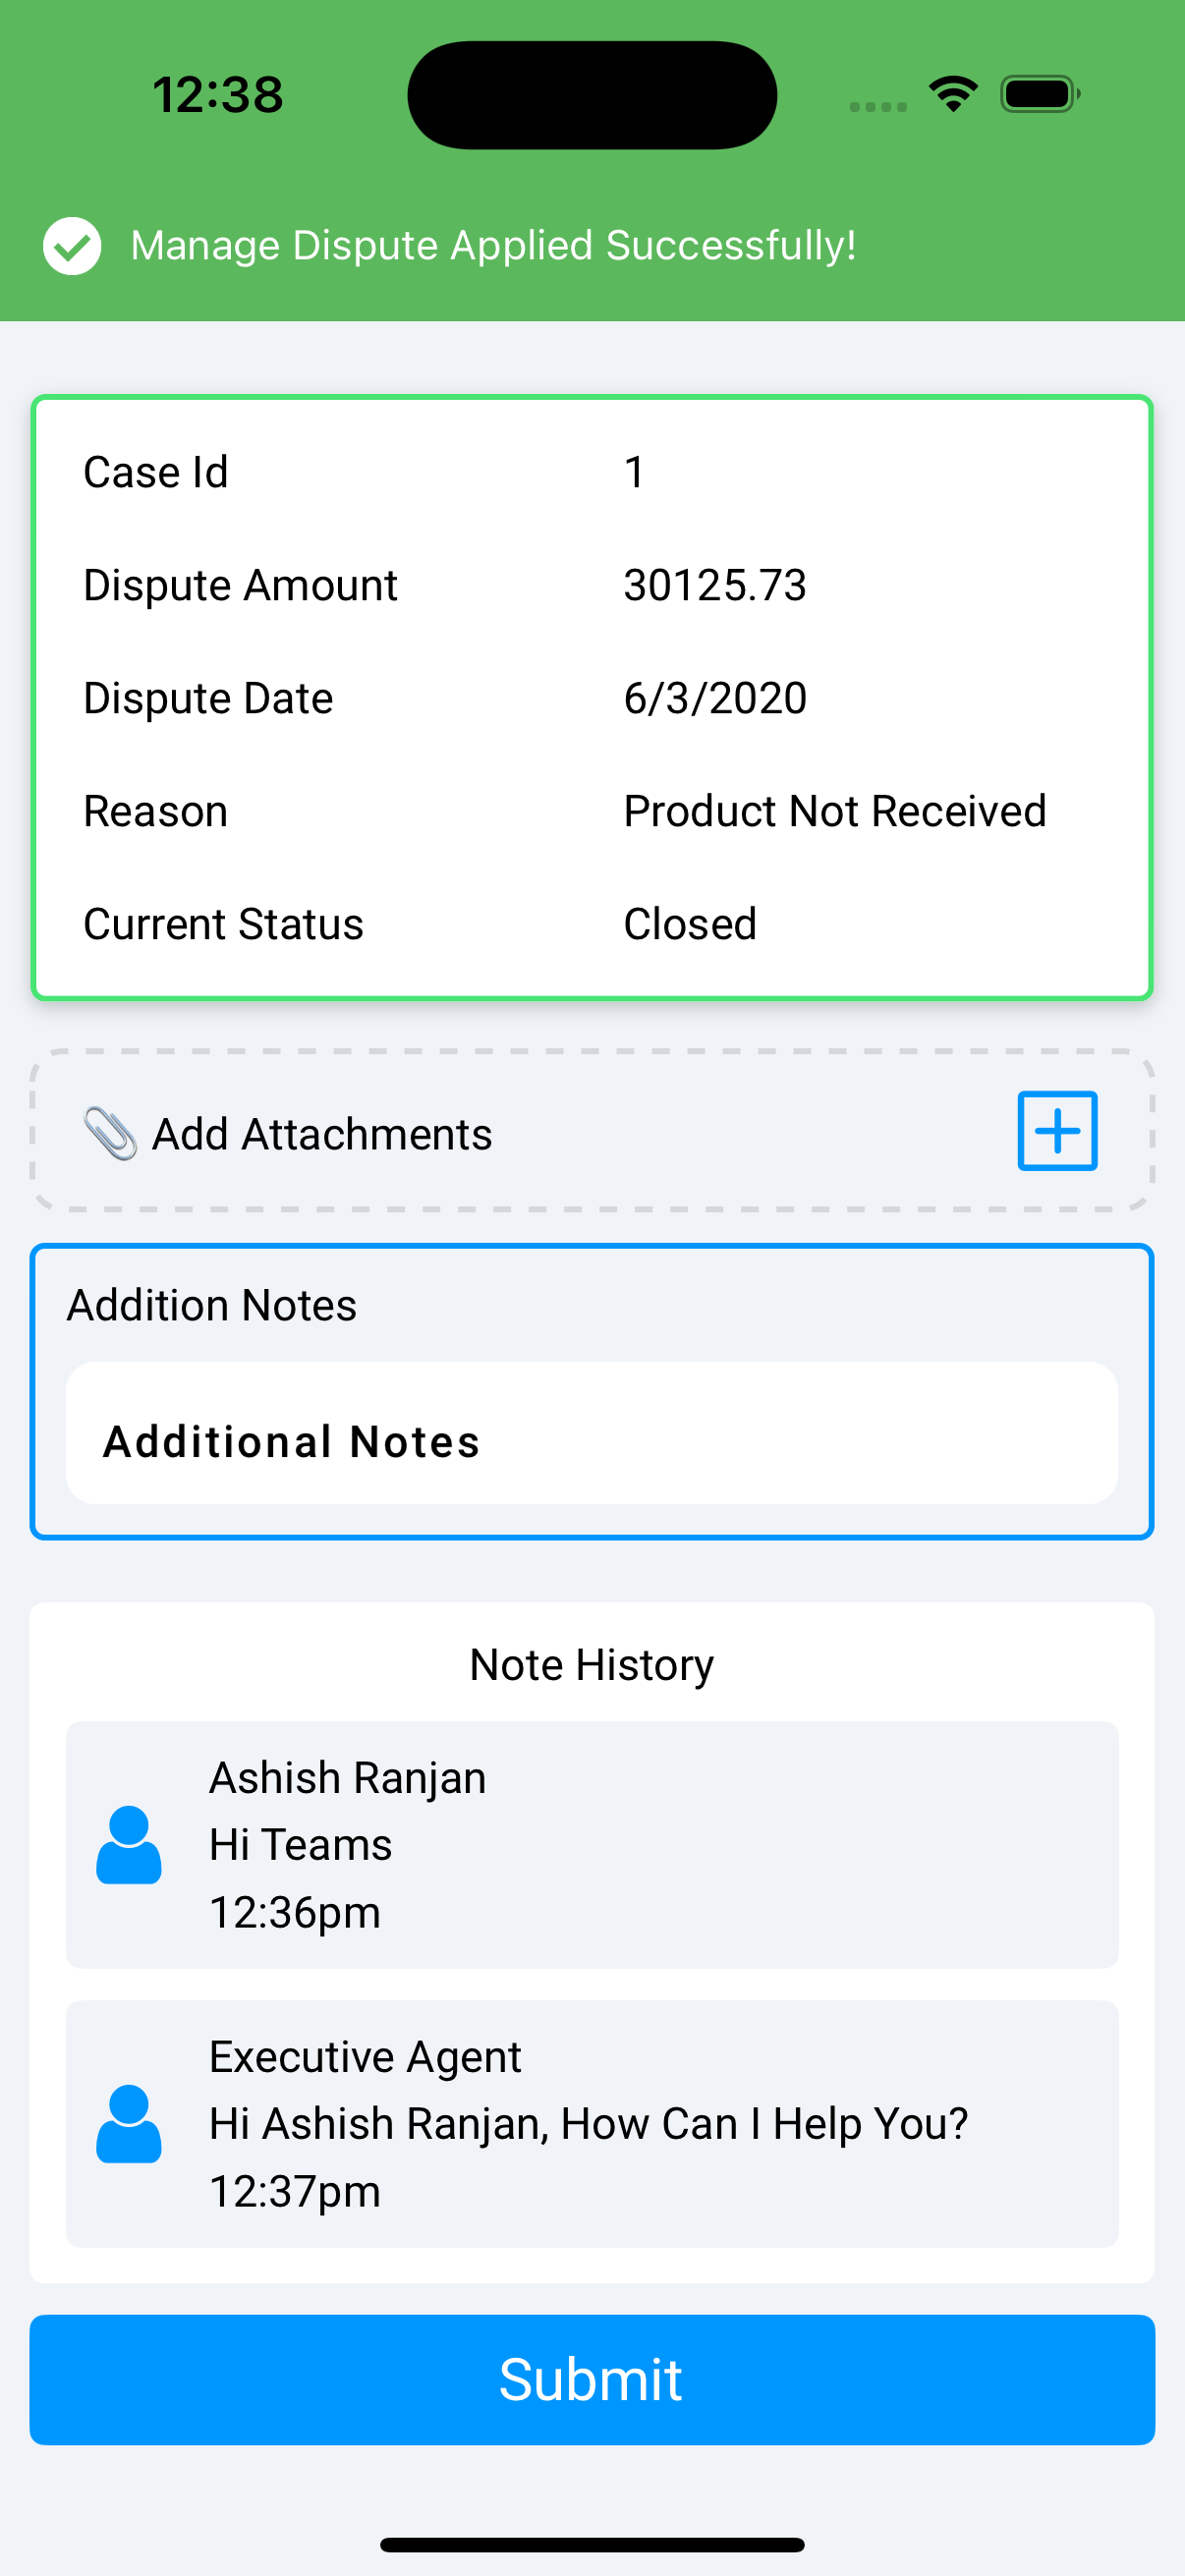 12:38
Manage Dispute Applied Successfully!
Case Id 1
Dispute Amount 30125.73
Dispute Date 6/3/2020
Reason Product Not Received
Current Status Closed
Add Attachments
Addition Notes
Additional Notes
Note History
Ashish Ranjan
Hi Teams
12:36pm
Executive Agent
Hi Ashish Ranjan, How Can I Help You?
12:37pm
Submit